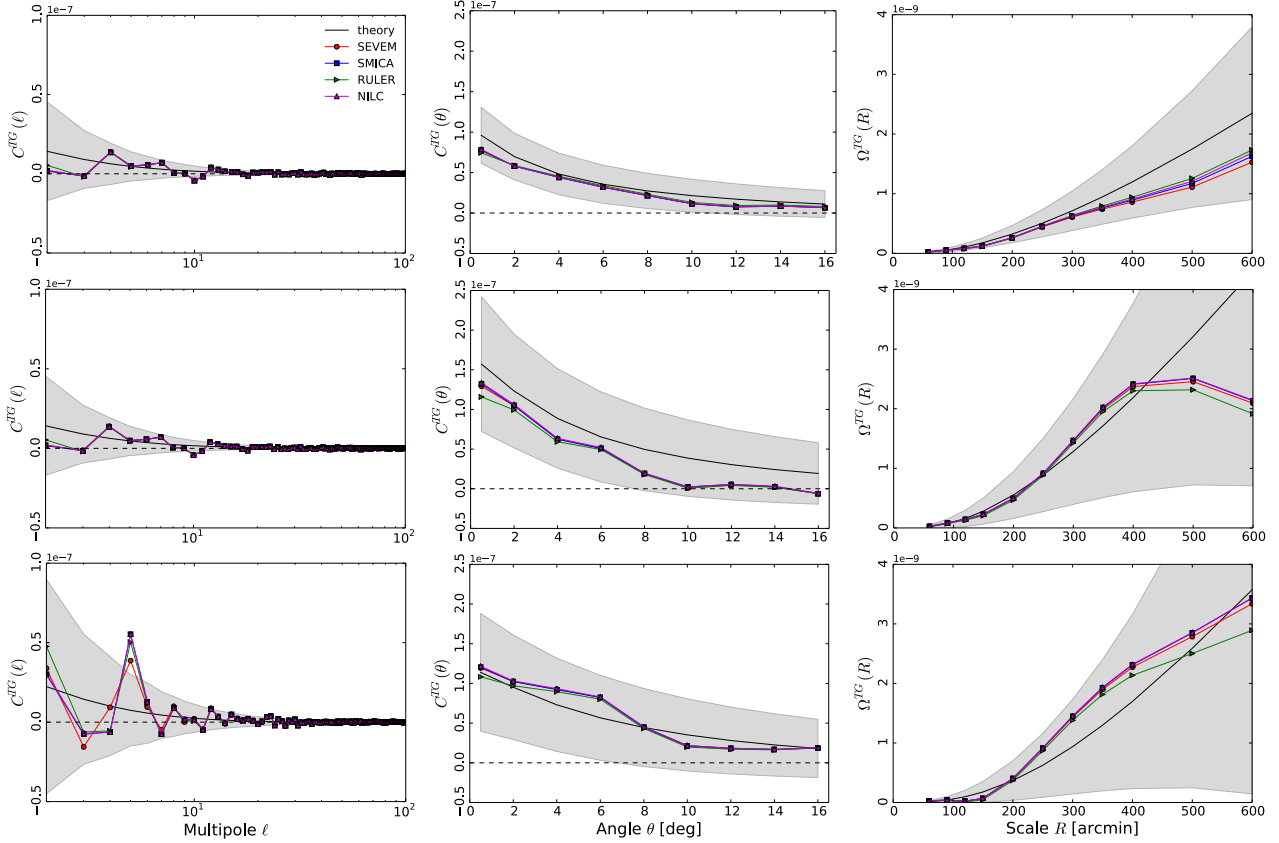 1e-7
1.0
0.5
0.0
−0.5
C^{TG}(ℓ)
10^1
10^2
theory
SEVEM
SMICA
RULER
NILC
1e-7
2.5
2.0
1.5
1.0
0.5
0.0
−0.5
C^{TG}(θ)
0 2 4 6 8 10 12 14 16
1e-9
4
3
2
1
0
Ω^{TG}(R)
0 100 200 300 400 500 600
1e-7
1.0
0.5
0.0
−0.5
C^{TG}(ℓ)
10^1
10^2
1e-7
2.5
2.0
1.5
1.0
0.5
0.0
−0.5
C^{TG}(θ)
0 2 4 6 8 10 12 14 16
1e-9
4
3
2
1
0
Ω^{TG}(R)
0 100 200 300 400 500 600
1e-7
1.0
0.5
0.0
−0.5
C^{TG}(ℓ)
10^1
10^2
Multipole ℓ
1e-7
2.5
2.0
1.5
1.0
0.5
0.0
−0.5
C^{TG}(θ)
0 2 4 6 8 10 12 14 16
Angle θ [deg]
1e-9
4
3
2
1
0
Ω^{TG}(R)
0 100 200 300 400 500 600
Scale R [arcmin]